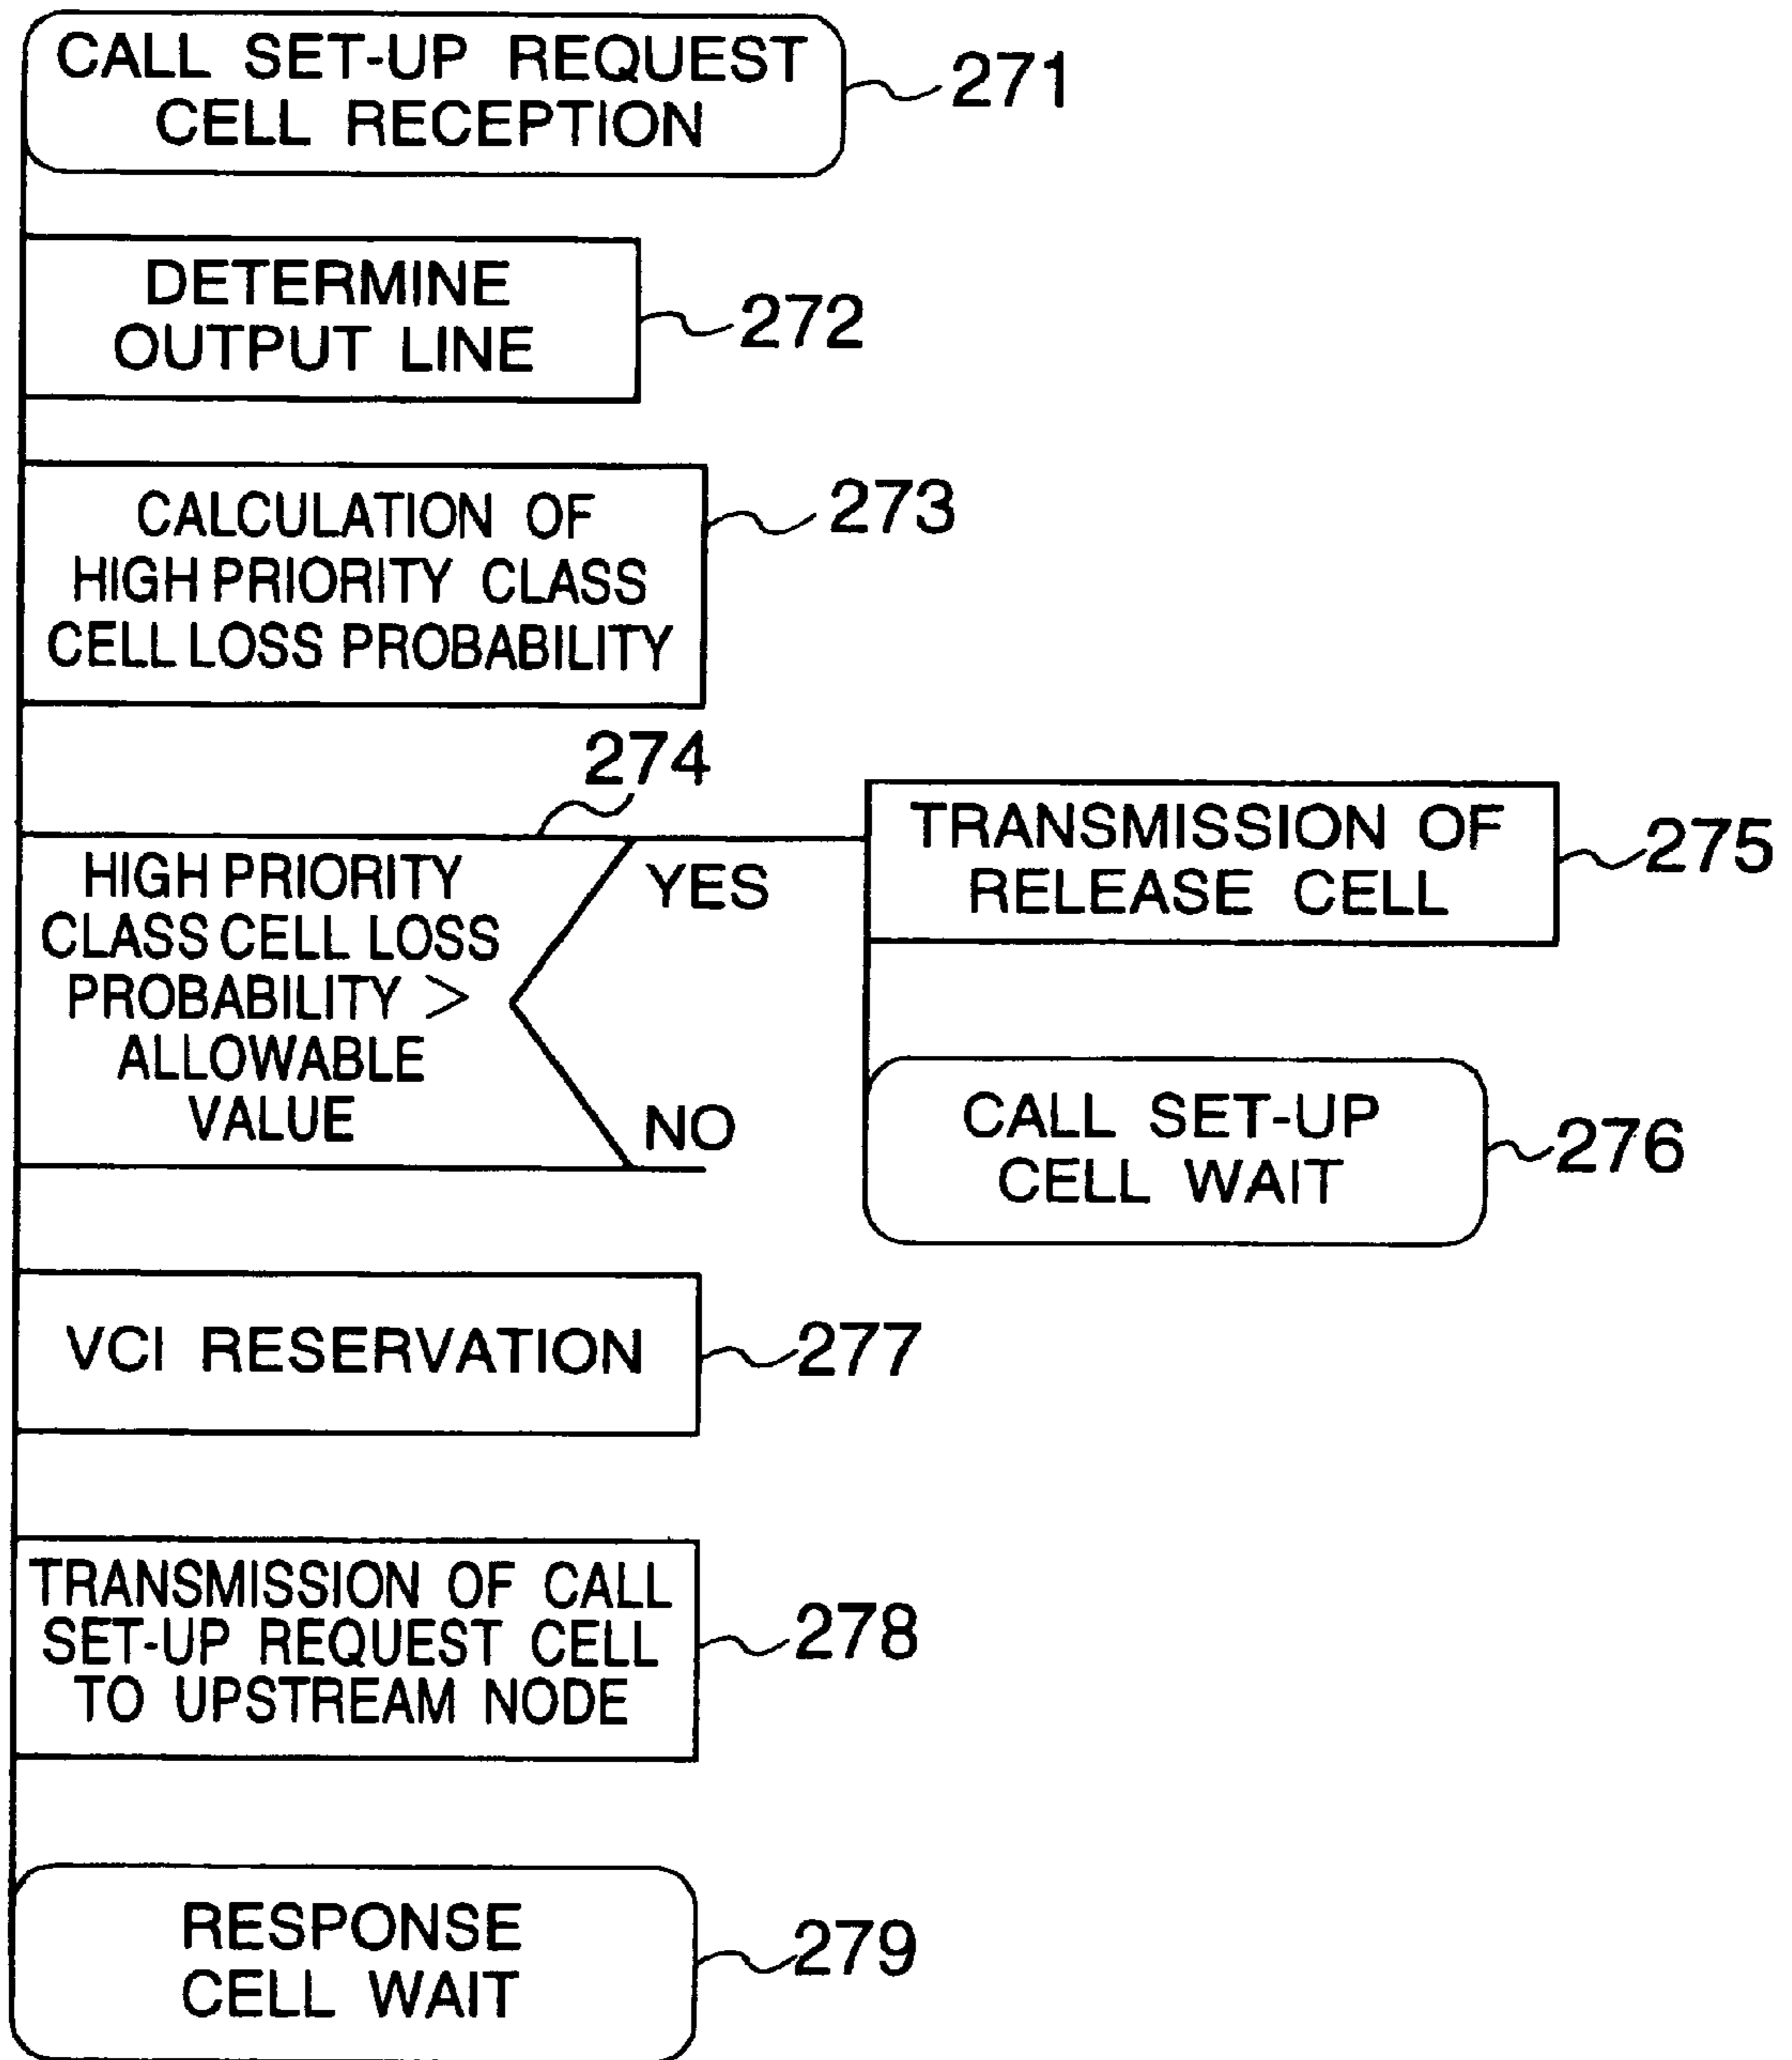 CALL SET-UP REQUEST
CELL RECEPTION
271
DETERMINE
OUTPUT LINE
272
CALCULATION OF
HIGH PRIORITY CLASS
CELL LOSS PROBABILITY
273
274
HIGH PRIORITY
CLASS CELL LOSS
PROBABILITY >
ALLOWABLE
VALUE
YES
NO
TRANSMISSION OF
RELEASE CELL
275
CALL SET-UP
CELL WAIT
276
VCI RESERVATION
277
TRANSMISSION OF CALL
SET-UP REQUEST CELL
TO UPSTREAM NODE
278
RESPONSE
CELL WAIT
279